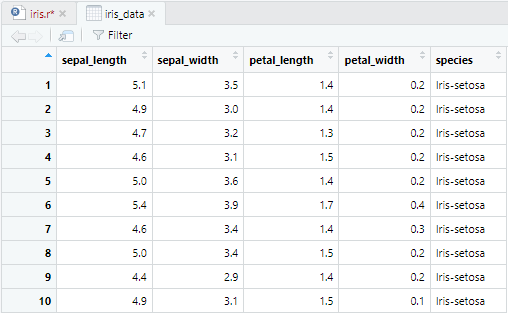 iris.r* iris_data
Filter
sepal_length sepal_width petal_length petal_width species
1 5.1 3.5 1.4 0.2 Iris-setosa
2 4.9 3.0 1.4 0.2 Iris-setosa
3 4.7 3.2 1.3 0.2 Iris-setosa
4 4.6 3.1 1.5 0.2 Iris-setosa
5 5.0 3.6 1.4 0.2 Iris-setosa
6 5.4 3.9 1.7 0.4 Iris-setosa
7 4.6 3.4 1.4 0.3 Iris-setosa
8 5.0 3.4 1.5 0.2 Iris-setosa
9 4.4 2.9 1.4 0.2 Iris-setosa
10 4.9 3.1 1.5 0.1 Iris-setosa